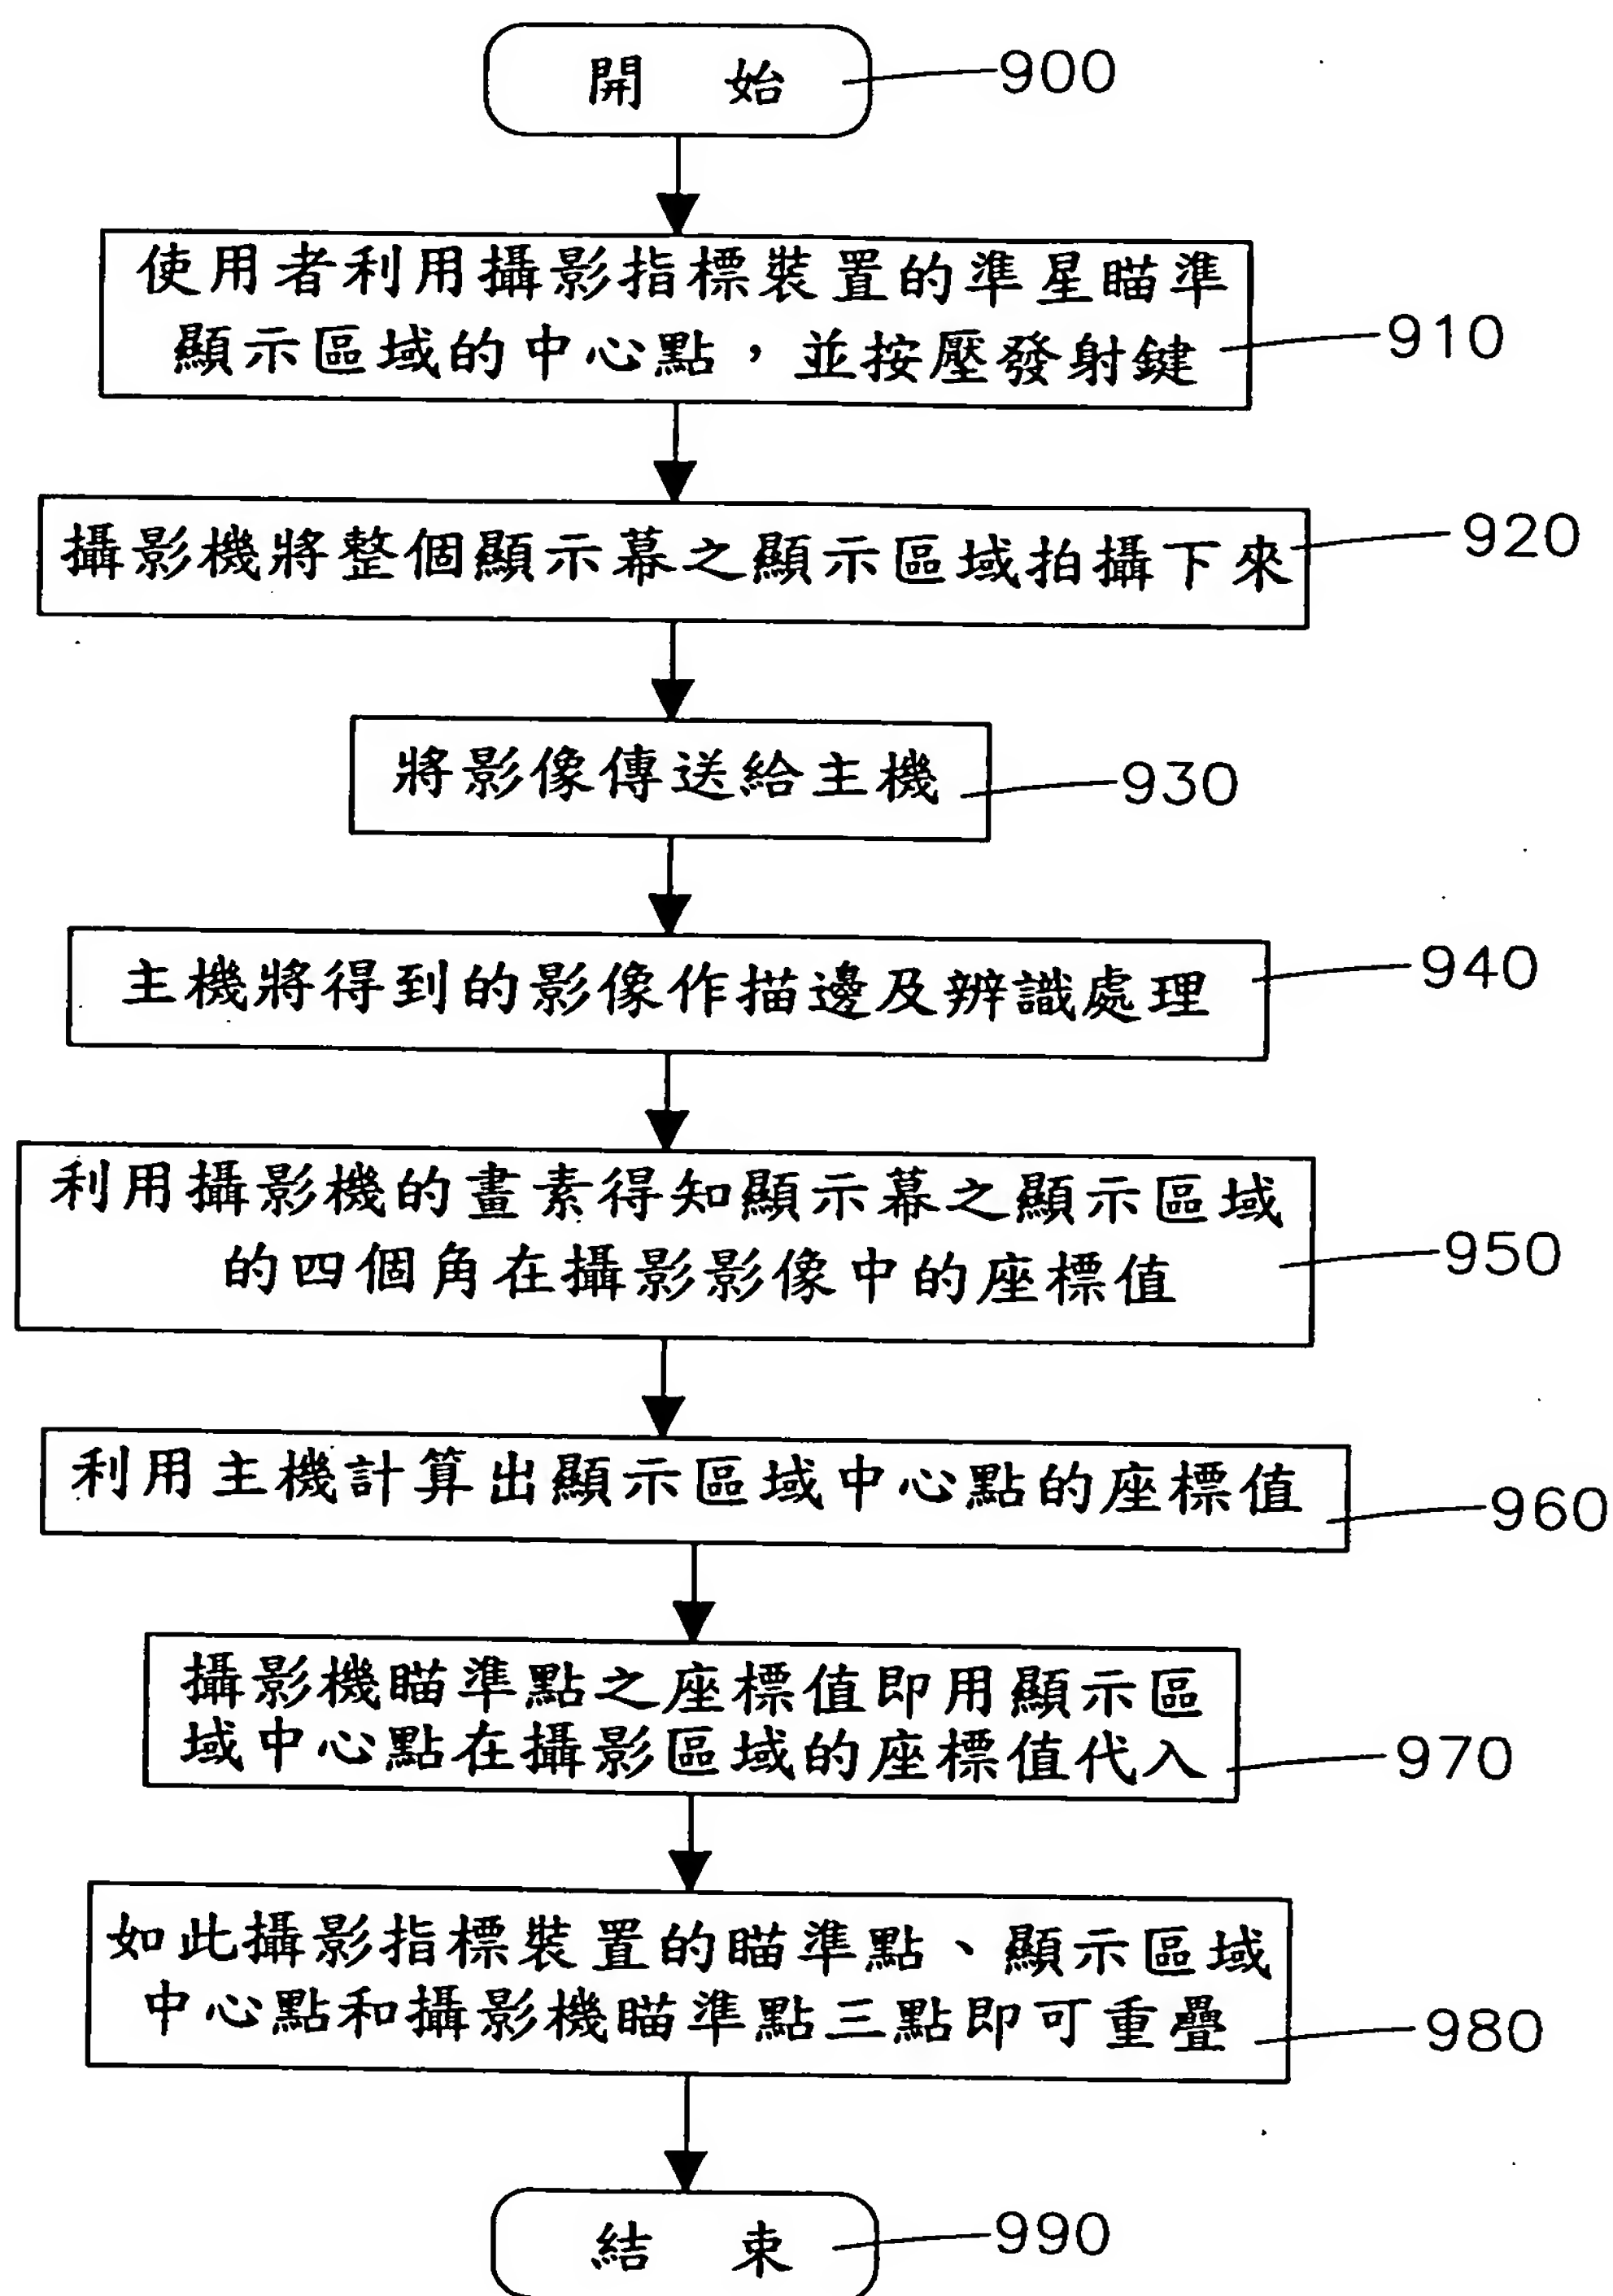 開 始
900
使用者利用攝影指標裝置的準星瞄準
顯示區域的中心點，並按壓發射鍵
910
攝影機將整個顯示幕之顯示區域拍攝下來
920
將影像傳送給主機
930
主機將得到的影像作描邊及辨識處理
940
利用攝影機的畫素得知顯示幕之顯示區域
的四個角在攝影影像中的座標值
950
利用主機計算出顯示區域中心點的座標值
960
攝影機瞄準點之座標值即用顯示區
域中心點在攝影區域的座標值代入
970
如此攝影指標裝置的瞄準點、顯示區域
中心點和攝影機瞄準點三點即可重疊
980
結 束
990